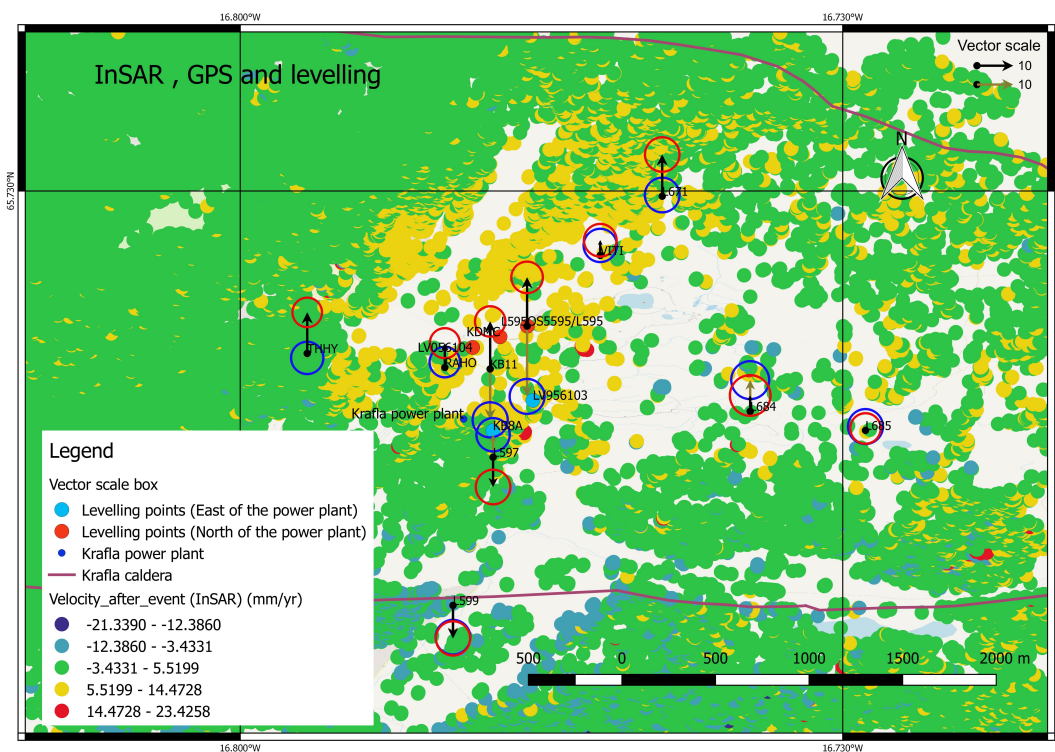 16.800°W
16.730°W
InSAR , GPS and levelling
Vector scale
10
10
N
65.730°N
L671
VITI
L595OS5595/L595
KDMC
LV056104
THHY
RAHO
KB11
LV956103
L684
Krafla power plant
KB8A
L685
L597
Legend
Vector scale box
Levelling points (East of the power plant)
Levelling points (North of the power plant)
Krafla power plant
Krafla caldera
Velocity_after_event (InSAR) (mm/yr)
-21.3390 - -12.3860
-12.3860 - -3.4331
-3.4331 - 5.5199
5.5199 - 14.4728
14.4728 - 23.4258
L599
500 0 500 1000 1500 2000 m
16.800°W
16.730°W